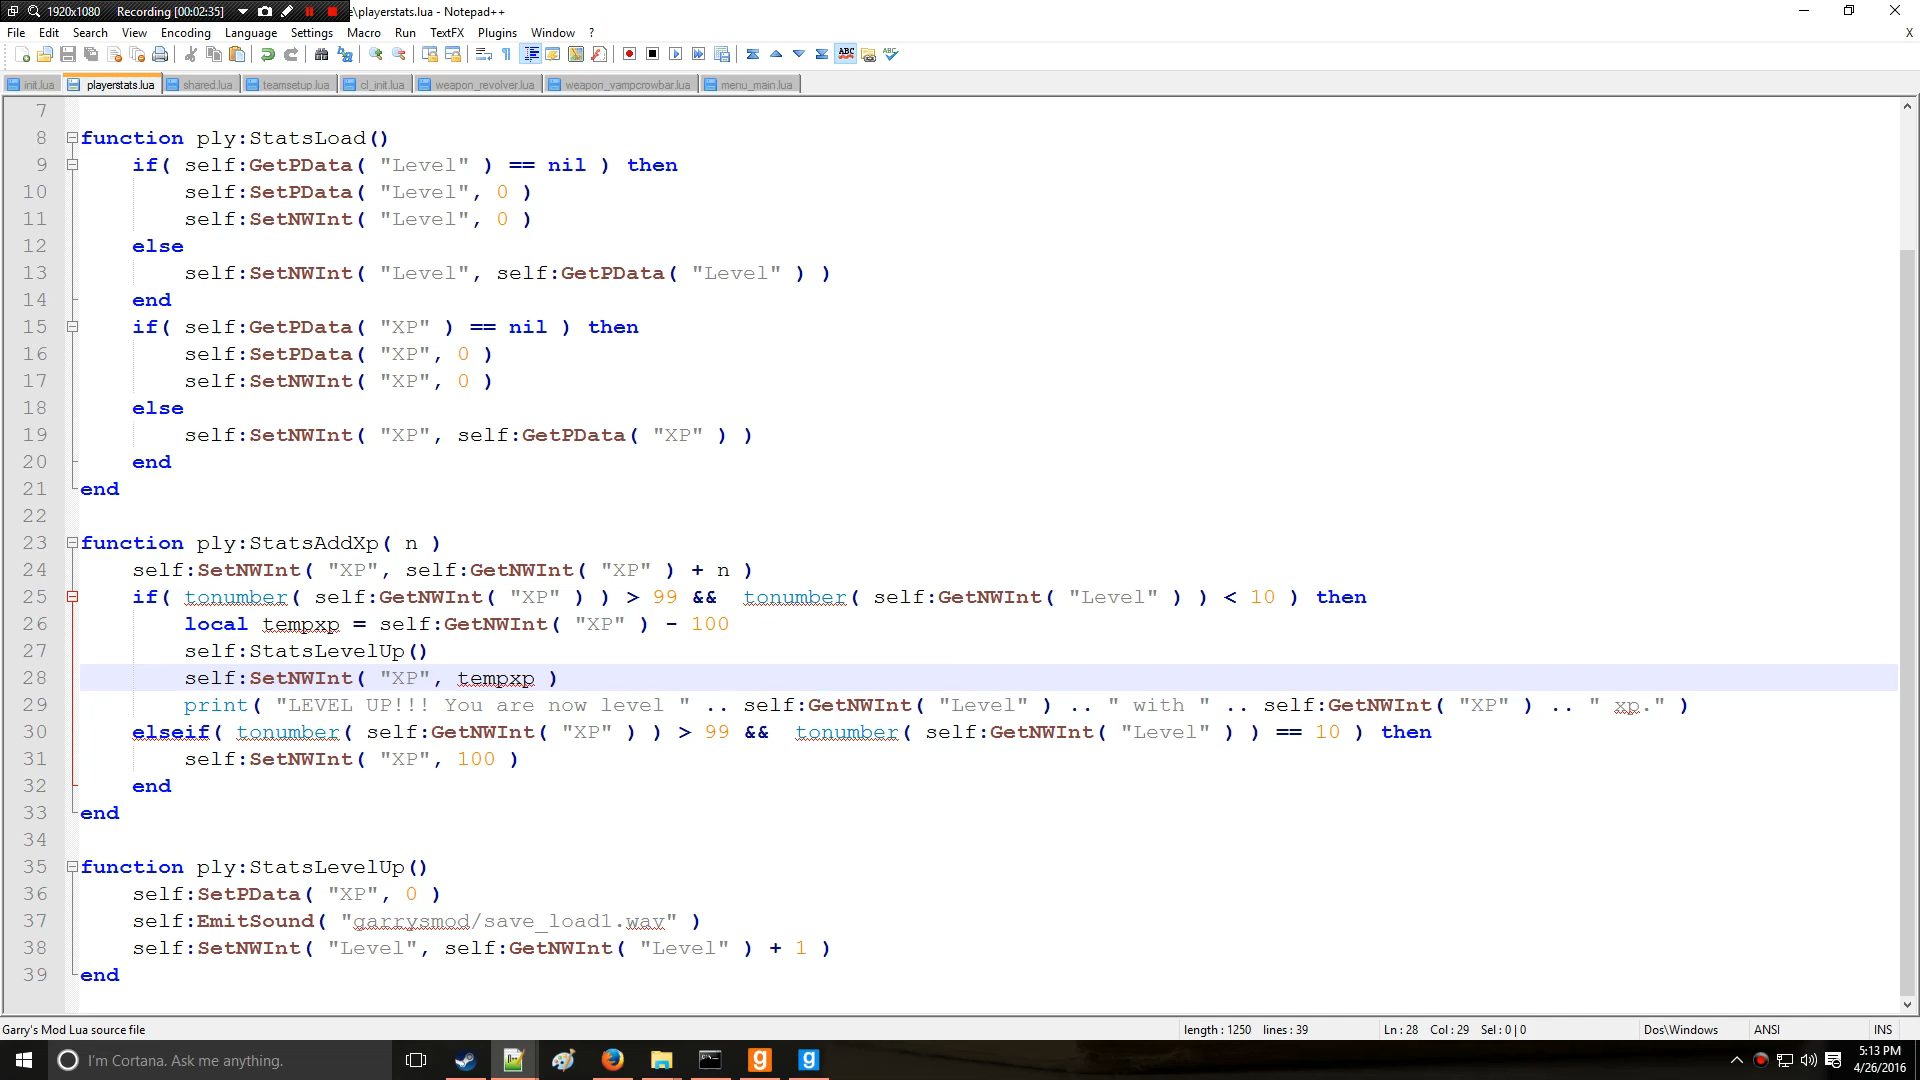 1920x1080 Recording [00:02:35] e\playerstats.lua - Notepad++
File Edit Search View Encoding Language Settings Macro Run TextFX Plugins Window ? X
init.lua playerstats.lua shared.lua teamsetup.lua cl_init.lua weapon_revolver.lua weapon_vampcrowbar.lua menu_main.lua
7
8 function ply:StatsLoad()
9 if( self:GetPData( "Level" ) == nil ) then
10 self:SetPData( "Level", 0 )
11 self:SetNWInt( "Level", 0 )
12 else
13 self:SetNWInt( "Level", self:GetPData( "Level" ) )
14 end
15 if( self:GetPData( "XP" ) == nil ) then
16 self:SetPData( "XP", 0 )
17 self:SetNWInt( "XP", 0 )
18 else
19 self:SetNWInt( "XP", self:GetPData( "XP" ) )
20 end
21 end
22
23 function ply:StatsAddXp( n )
24 self:SetNWInt( "XP", self:GetNWInt( "XP" ) + n )
25 if( tonumber( self:GetNWInt( "XP" ) ) > 99 && tonumber( self:GetNWInt( "Level" ) ) < 10 ) then
26 local tempxp = self:GetNWInt( "XP" ) - 100
27 self:StatsLevelUp()
28 self:SetNWInt( "XP", tempxp )
29 print( "LEVEL UP!!! You are now level " .. self:GetNWInt( "Level" ) .. " with " .. self:GetNWInt( "XP" ) .. " xp." )
30 elseif( tonumber( self:GetNWInt( "XP" ) ) > 99 && tonumber( self:GetNWInt( "Level" ) ) == 10 ) then
31 self:SetNWInt( "XP", 100 )
32 end
33 end
34
35 function ply:StatsLevelUp()
36 self:SetPData( "XP", 0 )
37 self:EmitSound( "garrysmod/save_load1.wav" )
38 self:SetNWInt( "Level", self:GetNWInt( "Level" ) + 1 )
39 end
Garry's Mod Lua source file length : 1250 lines : 39 Ln : 28 Col : 29 Sel : 0 | 0 Dos\Windows ANSI INS
I'm Cortana. Ask me anything. 5:13 PM
4/26/2016